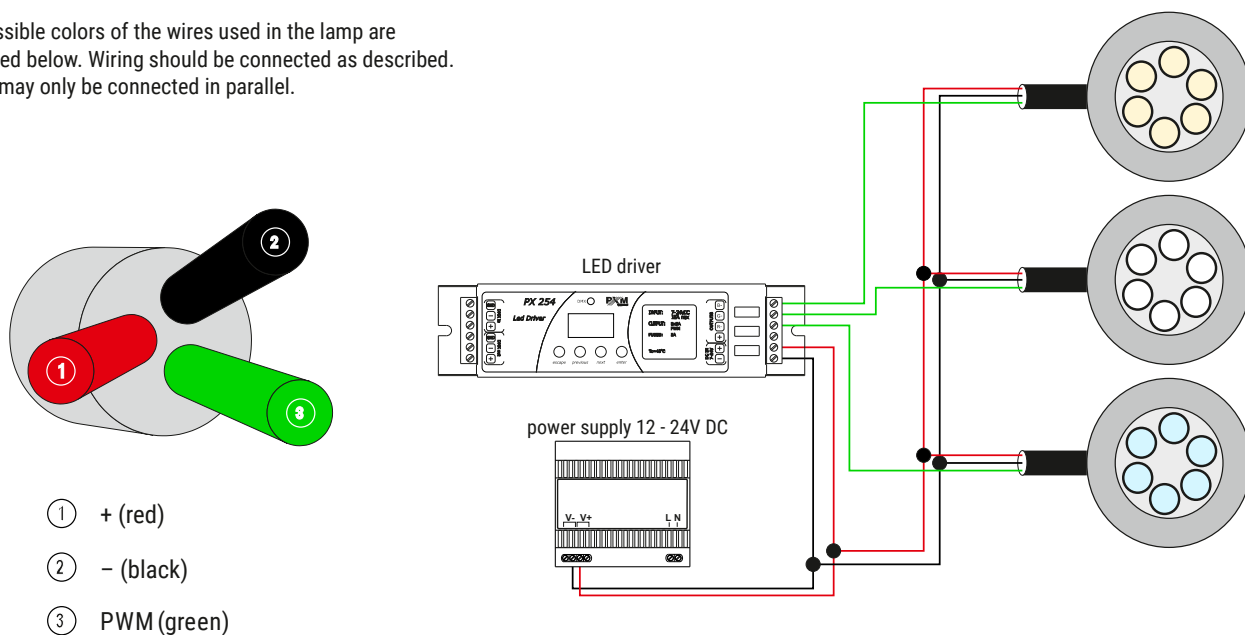 ssible colors of the wires used in the lamp are
ed below. Wiring should be connected as described.
may only be connected in parallel.
LED driver
PX 254
Led Driver
PXM
INPUT:
OUTPUT:
escape previous next enter
power supply 12 - 24V DC
V- V+
L N
1
2
3
1 + (red)
2 – (black)
3 PWM (green)